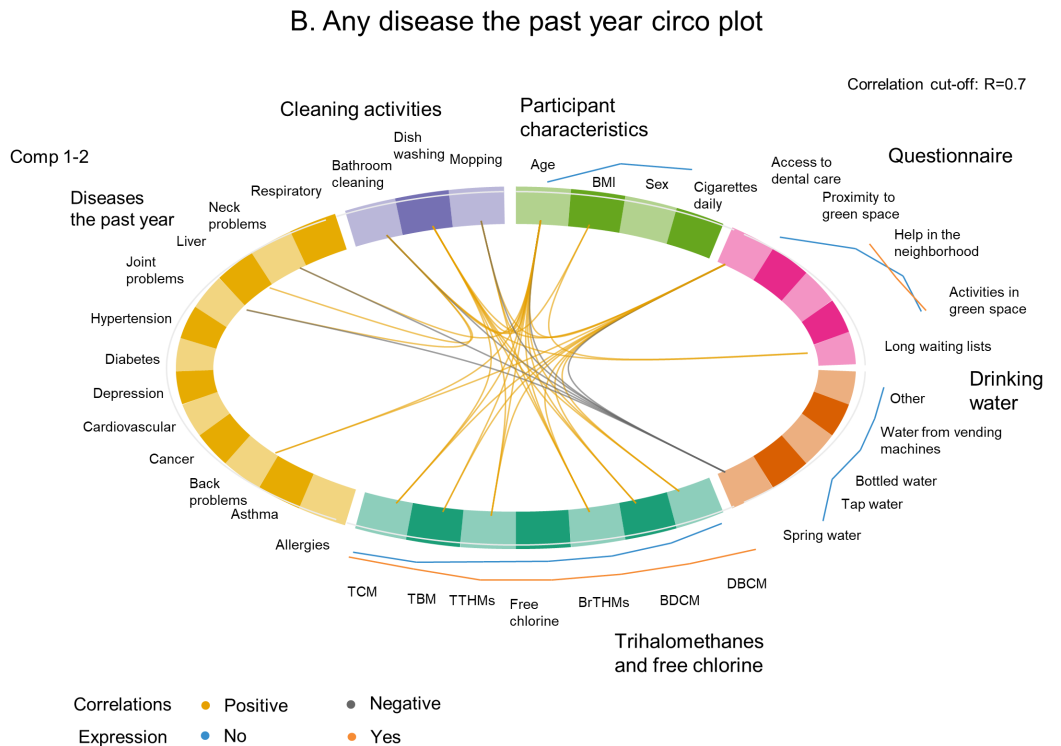 B. Any disease the past year circo plot
Correlation cut-off: R=0.7
Comp 1-2
Cleaning activities
Participant
characteristics
Questionnaire
Diseases
the past year
Respiratory
Neck
problems
Liver
Joint
problems
Hypertension
Diabetes
Depression
Cardiovascular
Cancer
Back
problems
Asthma
Allergies
Bathroom
cleaning
Dish
washing
Mopping
Age
BMI
Sex
Cigarettes
daily
Access to
dental care
Proximity to
green space
Help in the
neighborhood
Activities in
green space
Long waiting lists
Drinking
water
Other
Water from vending
machines
Bottled water
Tap water
Spring water
TCM
TBM
TTHMs
Free
chlorine
BrTHMs
BDCM
DBCM
Trihalomethanes
and free chlorine
Correlations
Positive
Negative
Expression
No
Yes